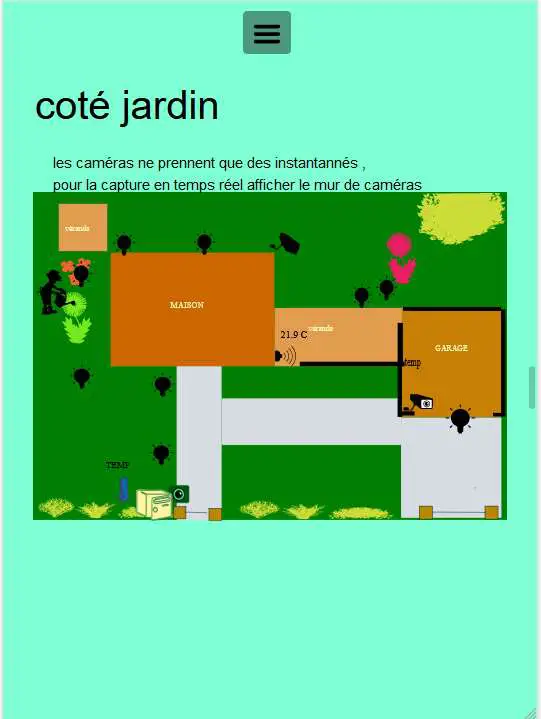 coté jardin
les caméras ne prennent que des instantannés ,
pour la capture en temps réel afficher le mur de caméras
véranda
MAISON
21.9 C
véranda
GARAGE
temp
TEMP